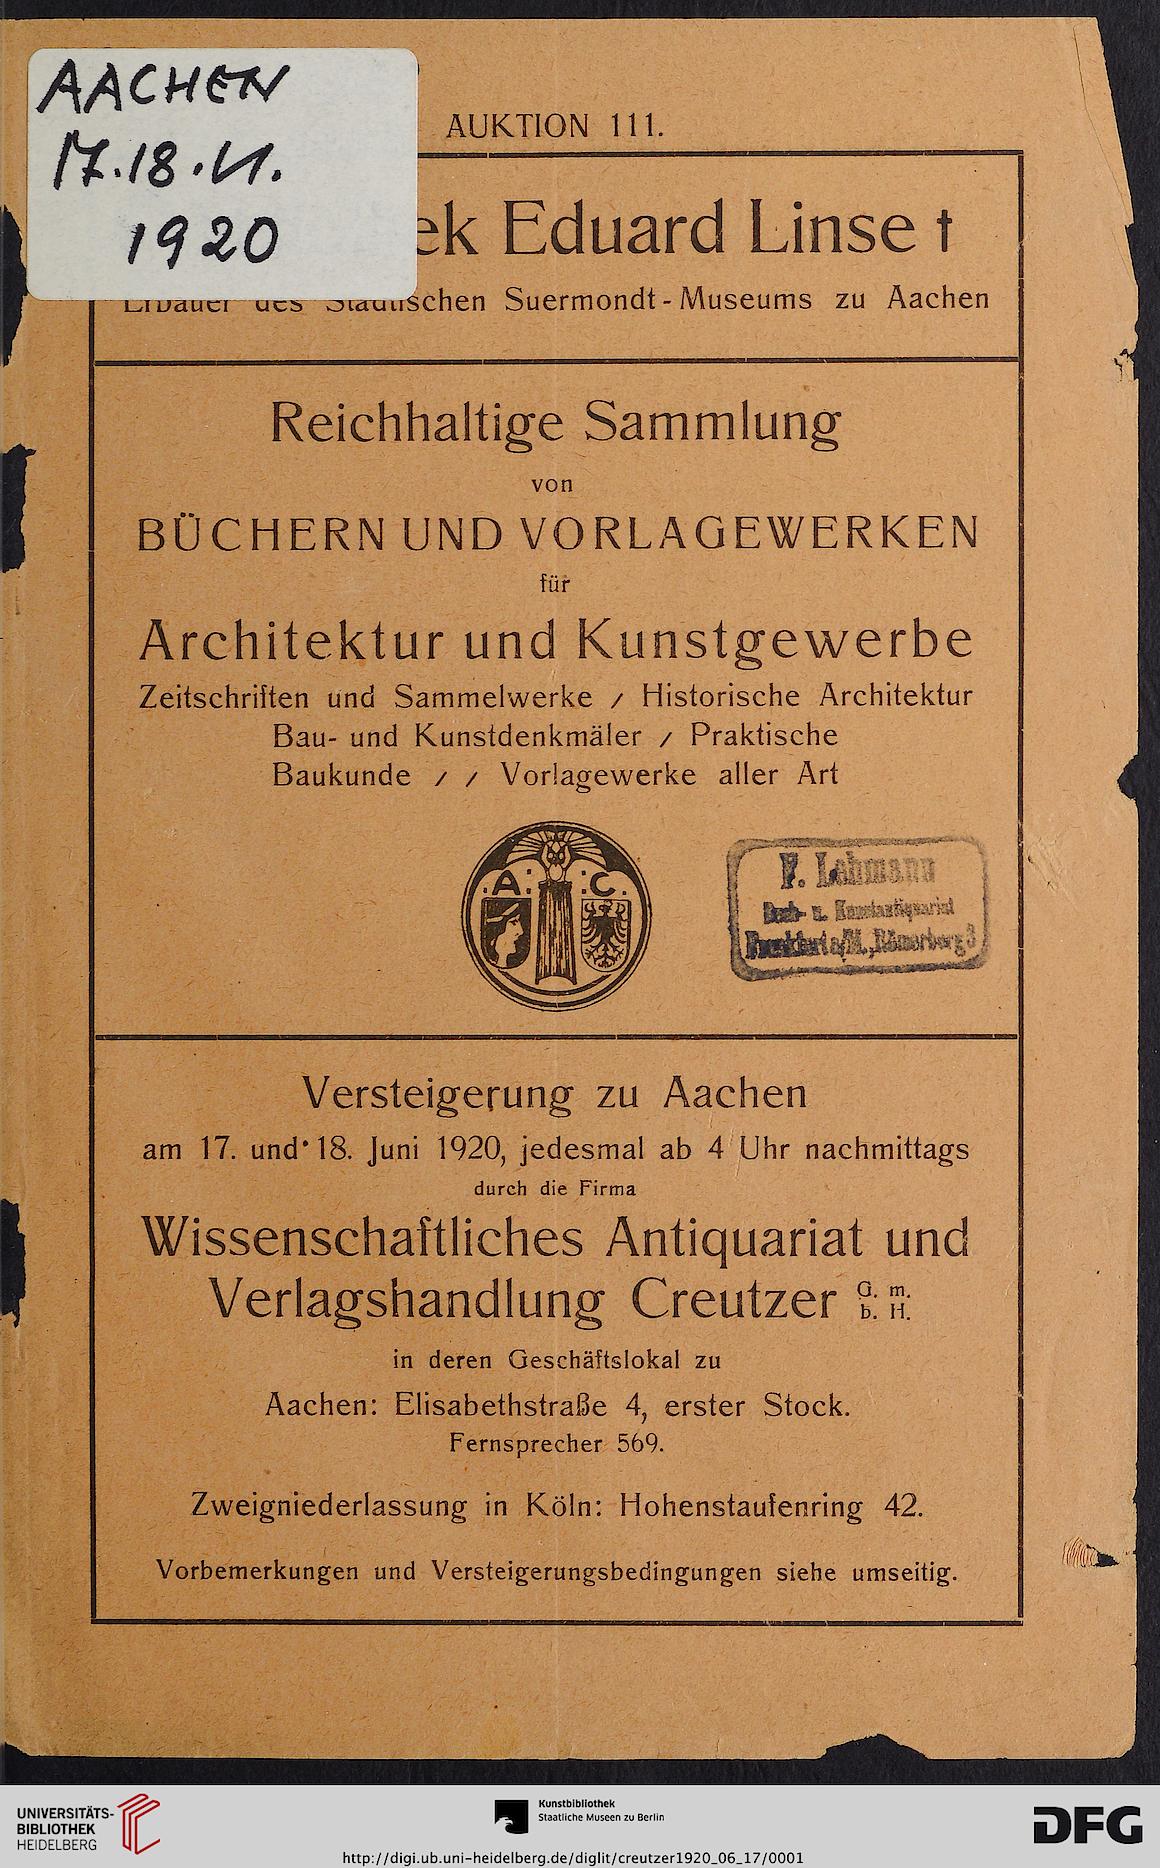 AACHEN
17.18.VI.
1920
AUKTION 111.
ek Eduard Linse †
Erbauer des Städtischen Suermondt-Museums zu Aachen
Reichhaltige Sammlung
von
BÜCHERN UND VORLAGEWERKEN
für
Architektur und Kunstgewerbe
Zeitschriften und Sammelwerke / Historische Architektur
Bau- und Kunstdenkmäler / Praktische
Baukunde / / Vorlagewerke aller Art
A. C.
F. Lehmann
Buch- u. Kunstantiquariat
Frankfurt a/M., Römerberg 3
Versteigerung zu Aachen
am 17. und 18. Juni 1920, jedesmal ab 4 Uhr nachmittags
durch die Firma
Wissenschaftliches Antiquariat und
Verlagshandlung Creutzer G. m. b. H.
in deren Geschäftslokal zu
Aachen: Elisabethstraße 4, erster Stock.
Fernsprecher 569.
Zweigniederlassung in Köln: Hohenstaufenring 42.
Vorbemerkungen und Versteigerungsbedingungen siehe umseitig.
UNIVERSITÄTS-
BIBLIOTHEK
HEIDELBERG
Kunstbibliothek
Staatliche Museen zu Berlin
DFG
http://digi.ub.uni-heidelberg.de/diglit/creutzer1920_06_17/0001